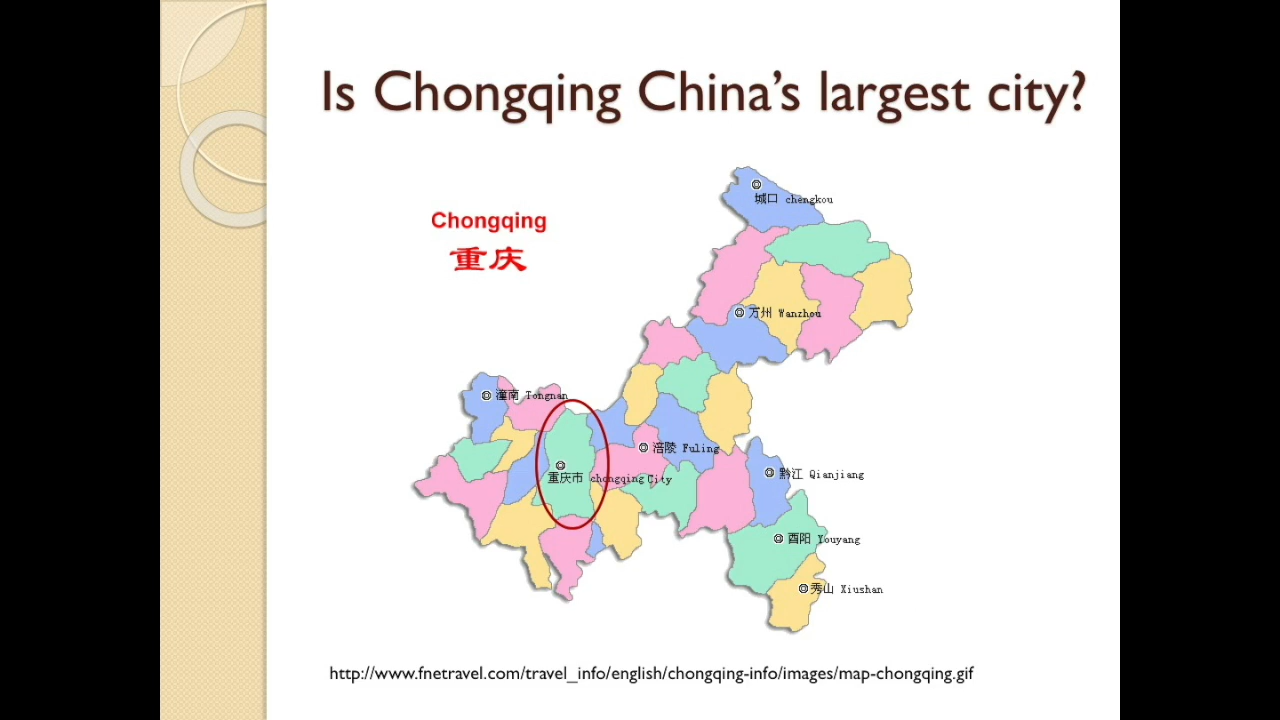 Is Chongqing China's largest city?
Chongqing
重庆
城口 chengkou
万州 Wanzhou
潼南 Tongnan
涪陵 Fuling
重庆市 chongqing City
黔江 Qianjiang
酉阳 Youyang
秀山 Xiushan
http://www.fnetravel.com/travel_info/english/chongqing-info/images/map-chongqing.gif